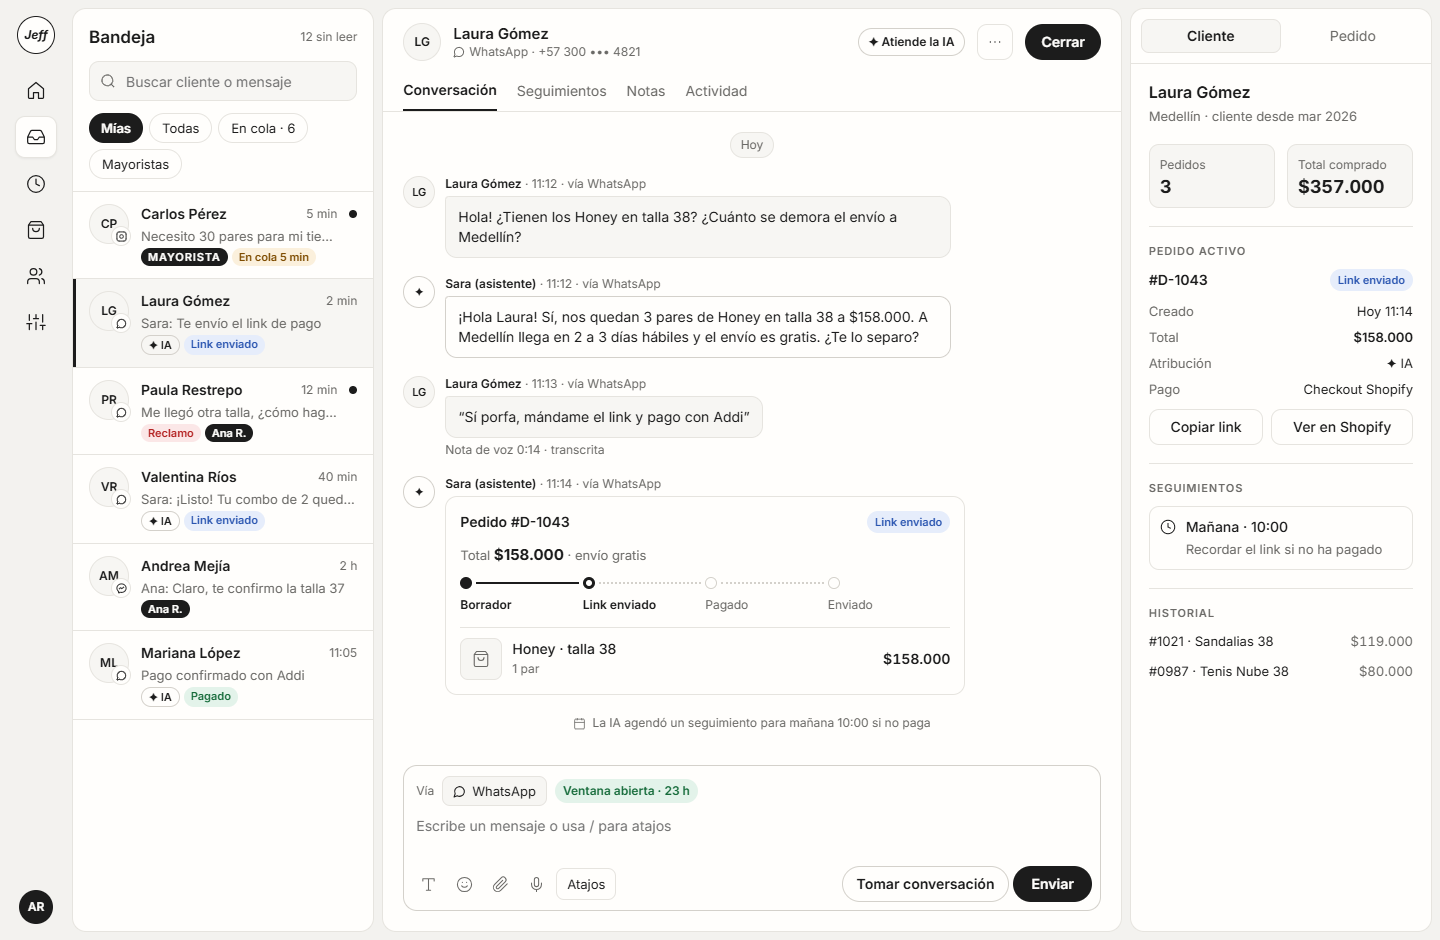 Jeff
AR
Bandeja
12 sin leer
Buscar cliente o mensaje
Mías
Todas
En cola · 6
Mayoristas
CP
Carlos Pérez
5 min
Necesito 30 pares para mi tie...
MAYORISTA
En cola 5 min
LG
Laura Gómez
2 min
Sara: Te envío el link de pago
✦ IA
Link enviado
PR
Paula Restrepo
12 min
Me llegó otra talla, ¿cómo hag...
Reclamo
Ana R.
VR
Valentina Ríos
40 min
Sara: ¡Listo! Tu combo de 2 qued...
✦ IA
Link enviado
AM
Andrea Mejía
2 h
Ana: Claro, te confirmo la talla 37
Ana R.
ML
Mariana López
11:05
Pago confirmado con Addi
✦ IA
Pagado
LG
Laura Gómez
WhatsApp · +57 300 ••• 4821
✦ Atiende la IA
...
Cerrar
Conversación
Seguimientos
Notas
Actividad
Hoy
LG
Laura Gómez · 11:12 · vía WhatsApp
Hola! ¿Tienen los Honey en talla 38? ¿Cuánto se demora el envío a
Medellín?
✦
Sara (asistente) · 11:12 · vía WhatsApp
¡Hola Laura! Sí, nos quedan 3 pares de Honey en talla 38 a $158.000. A
Medellín llega en 2 a 3 días hábiles y el envío es gratis. ¿Te lo separo?
LG
Laura Gómez · 11:13 · vía WhatsApp
“Sí porfa, mándame el link y pago con Addi”
Nota de voz 0:14 · transcrita
✦
Sara (asistente) · 11:14 · vía WhatsApp
Pedido #D-1043
Link enviado
Total $158.000 · envío gratis
Borrador
Link enviado
Pagado
Enviado
Honey · talla 38
1 par
$158.000
La IA agendó un seguimiento para mañana 10:00 si no paga
Vía
WhatsApp
Ventana abierta · 23 h
Escribe un mensaje o usa / para atajos
Atajos
Tomar conversación
Enviar
Cliente
Pedido
Laura Gómez
Medellín · cliente desde mar 2026
Pedidos
3
Total comprado
$357.000
PEDIDO ACTIVO
#D-1043
Link enviado
Creado
Hoy 11:14
Total
$158.000
Atribución
✦ IA
Pago
Checkout Shopify
Copiar link
Ver en Shopify
SEGUIMIENTOS
Mañana · 10:00
Recordar el link si no ha pagado
HISTORIAL
#1021 · Sandalias 38
$119.000
#0987 · Tenis Nube 38
$80.000